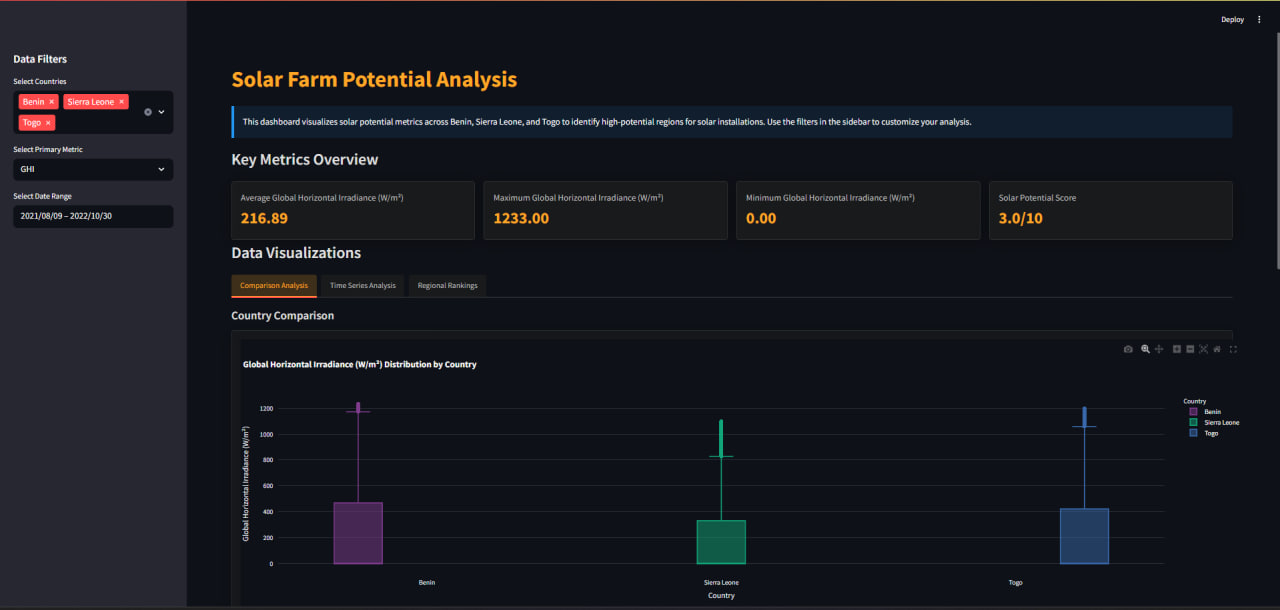 Deploy
Data Filters
Select Countries
Benin ×
Sierra Leone ×
Togo ×
Select Primary Metric
GHI
Select Date Range
2021/08/09 – 2022/10/30
Solar Farm Potential Analysis
This dashboard visualizes solar potential metrics across Benin, Sierra Leone, and Togo to identify high-potential regions for solar installations. Use the filters in the sidebar to customize your analysis.
Key Metrics Overview
Average Global Horizontal Irradiance (W/m²)
216.89
Maximum Global Horizontal Irradiance (W/m²)
1233.00
Minimum Global Horizontal Irradiance (W/m²)
0.00
Solar Potential Score
3.0/10
Data Visualizations
Comparison Analysis
Time Series Analysis
Regional Rankings
Country Comparison
Global Horizontal Irradiance (W/m²) Distribution by Country
Global Horizontal Irradiance (W/m²)
1200
1000
800
600
400
200
0
Benin
Sierra Leone
Togo
Country
Country
Benin
Sierra Leone
Togo